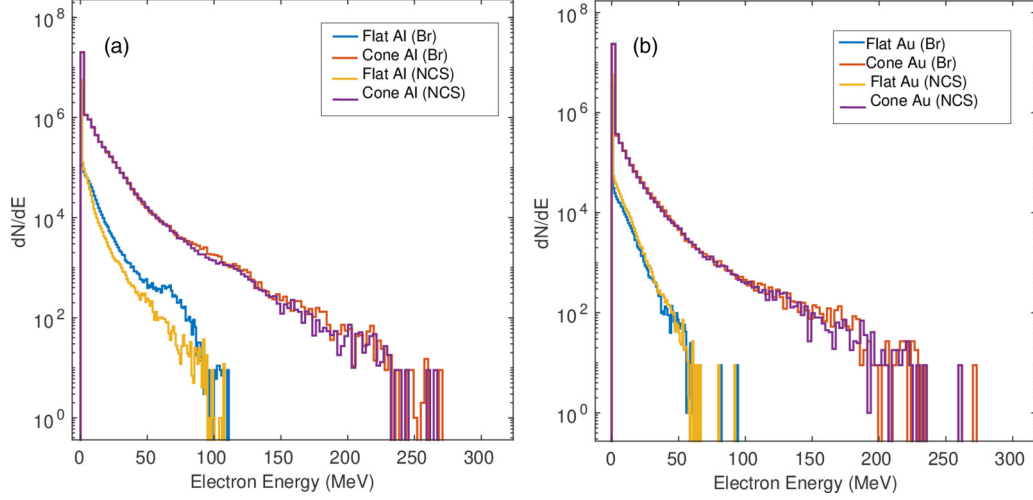 (a)
Flat Al (Br)
Cone Al (Br)
Flat Al (NCS)
Cone Al (NCS)
dN/dE
10^8
10^6
10^4
10^2
10^0
0 50 100 150 200 250 300
Electron Energy (MeV)
(b)
Flat Au (Br)
Cone Au (Br)
Flat Au (NCS)
Cone Au (NCS)
dN/dE
10^8
10^6
10^4
10^2
10^0
0 50 100 150 200 250 300
Electron Energy (MeV)